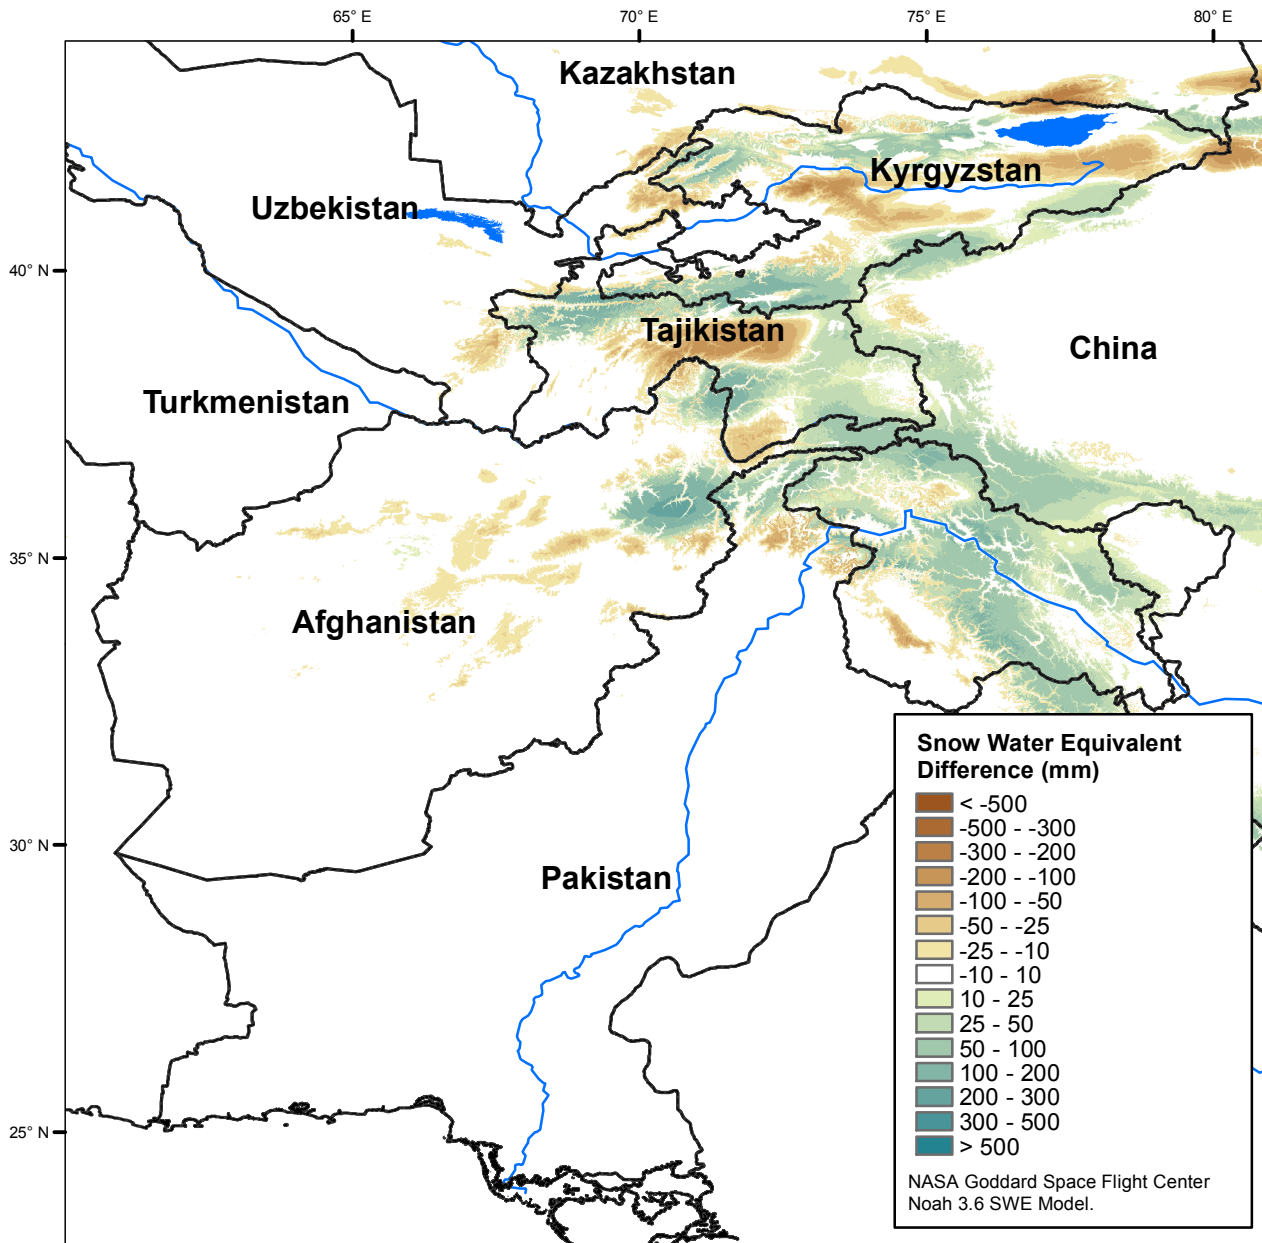 65° E 70° E 75° E 80° E
Kazakhstan
Kyrgyzstan
Uzbekistan
40° N
Tajikistan
China
Turkmenistan
35° N
Afghanistan
Snow Water Equivalent
Difference (mm)
< -500
-500 - -300
-300 - -200
-200 - -100
-100 - -50
-50 - -25
-25 - -10
-10 - 10
10 - 25
25 - 50
50 - 100
100 - 200
200 - 300
300 - 500
> 500
NASA Goddard Space Flight Center
Noah 3.6 SWE Model.
30° N
Pakistan
25° N